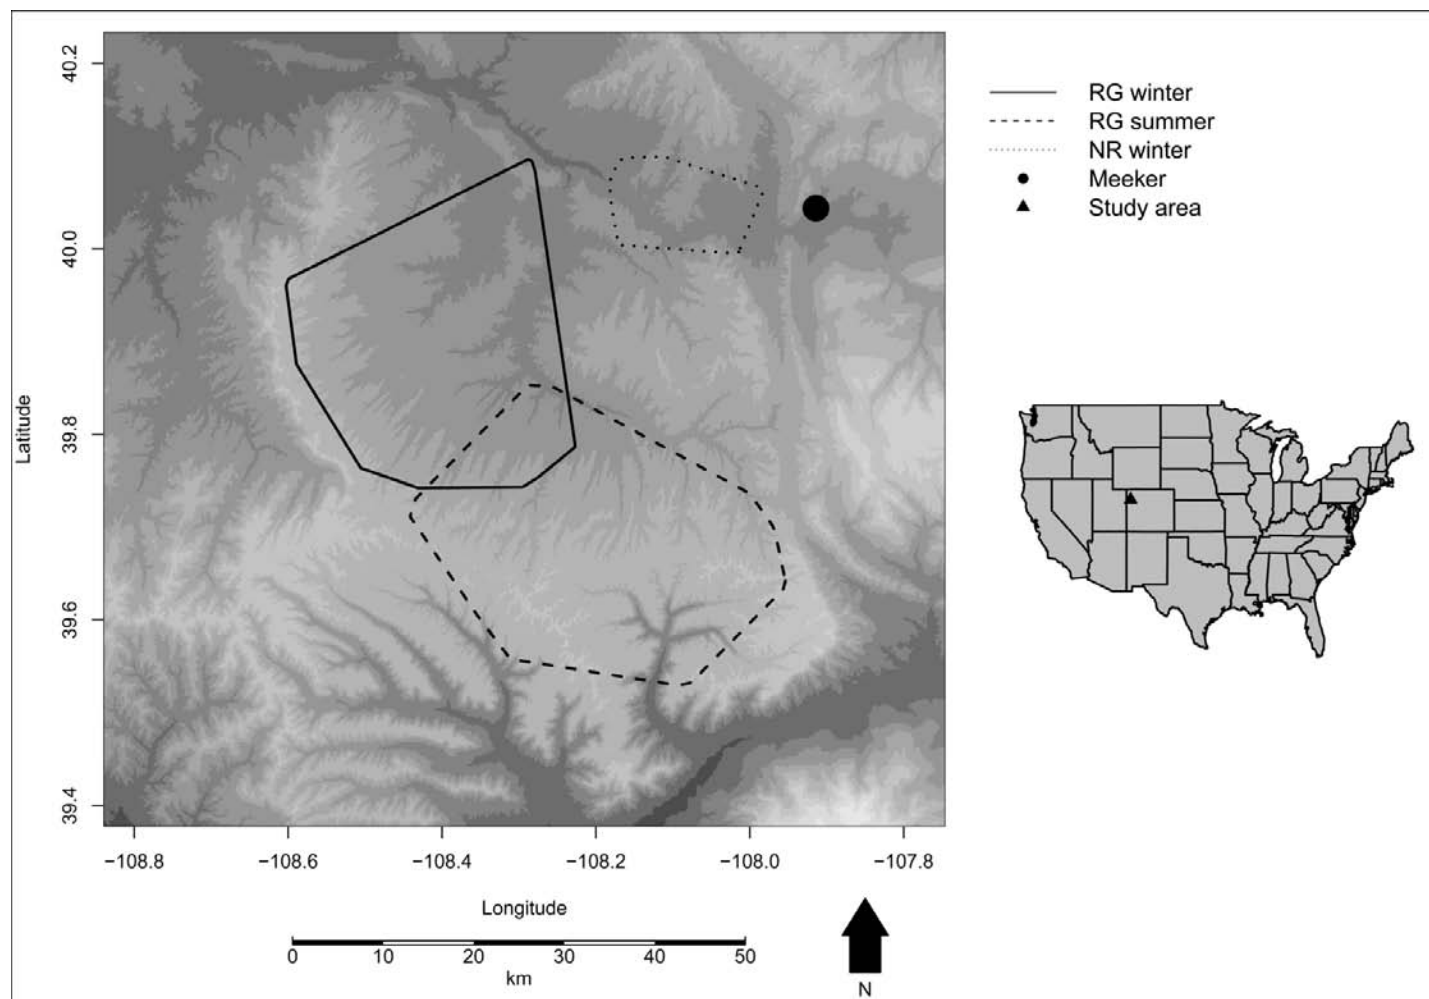 40.2
40.0
39.8
39.6
39.4
Latitude
−108.8
−108.6
−108.4
−108.2
−108.0
−107.8
Longitude
0
10
20
30
40
50
km
N
RG winter
RG summer
NR winter
Meeker
Study area